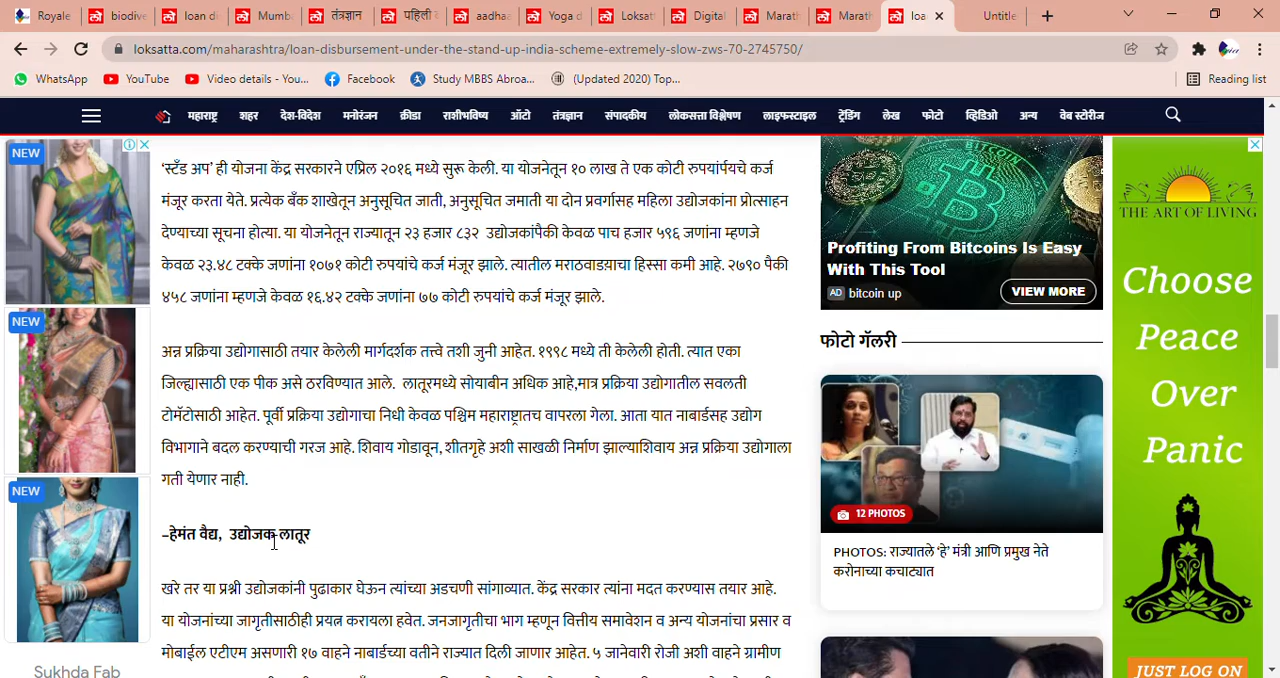 Royale
biodive
loan di
Mumba
तंत्रज्ञान
पहिली
aadhaa
Yoga d
Loksatt
Digital
Marath
Marath
loa
Untitle
loksatta.com/maharashtra/loan-disbursement-under-the-stand-up-india-scheme-extremely-slow-zws-70-2745750/
WhatsApp
YouTube
Video details - You...
Facebook
Study MBBS Abroa...
(Updated 2020) Top...
Reading list
महाराष्ट्र शहर देश-विदेश मनोरंजन क्रीडा राशीभविष्य ऑटो तंत्रज्ञान संपादकीय लोकसत्ता विश्लेषण लाइफस्टाइल ट्रेंडिंग लेख फोटो व्हिडिओ अन्य वेब स्टोरीज
NEW
NEW
NEW
Sukhda Fab
‘स्टँड अप’ ही योजना केंद्र सरकारने एप्रिल २०१६ मध्ये सुरू केली. या योजनेतून १० लाख ते एक कोटी रुपयांर्पयचे कर्ज
मंजूर करता येते. प्रत्येक बँक शाखेतून अनुसूचित जाती, अनुसूचित जमाती या दोन प्रवर्गासह महिला उद्योजकांना प्रोत्साहन
देण्याच्या सूचना होत्या. या योजनेतून राज्यातून २३ हजार ८३२ उद्योजकांपैकी केवळ पाच हजार ५९६ जणांना म्हणजे
केवळ २३.४८ टक्के जणांना १०७१ कोटी रुपयांचे कर्ज मंजूर झाले. त्यातील मराठवाडय़ाचा हिस्सा कमी आहे. २७९० पैकी
४५८ जणांना म्हणजे केवळ १६.४२ टक्के जणांना ७७ कोटी रुपयांचे कर्ज मंजूर झाले.
अन्न प्रक्रिया उद्योगासाठी तयार केलेली मार्गदर्शक तत्त्वे तशी जुनी आहेत. १९९८ मध्ये ती केलेली होती. त्यात एका
जिल्ह्यासाठी एक पीक असे ठरविण्यात आले. लातूरमध्ये सोयाबीन अधिक आहे,मात्र प्रक्रिया उद्योगातील सवलती
टोमॅटोसाठी आहेत. पूर्वी प्रक्रिया उद्योगाचा निधी केवळ पश्चिम महाराष्ट्रातच वापरला गेला. आता यात नाबार्डसह उद्योग
विभागाने बदल करण्याची गरज आहे. शिवाय गोडावून, शीतगृहे अशी साखळी निर्माण झाल्याशिवाय अन्न प्रक्रिया उद्योगाला
गती येणार नाही.
–हेमंत वैद्य, उद्योजक लातूर
खरे तर या प्रश्नी उद्योजकांनी पुढाकार घेऊन त्यांच्या अडचणी सांगाव्यात. केंद्र सरकार त्यांना मदत करण्यास तयार आहे.
या योजनांच्या जागृतीसाठीही प्रयत्न करायला हवेत. जनजागृतीचा भाग म्हणून वित्तीय समावेशन व अन्य योजनांचा प्रसार व
मोबाईल एटीएम असणारी १७ वाहने नाबार्डच्या वतीने राज्यात दिली जाणार आहेत. ५ जानेवारी रोजी अशी वाहने ग्रामीण
Profiting From Bitcoins Is Easy
With This Tool
AD bitcoin up
VIEW MORE
फोटो गॅलरी
12 PHOTOS
PHOTOS: राज्यातले ‘हे’ मंत्री आणि प्रमुख नेते
करोनाच्या कचाट्यात
THE ART OF LIVING
Choose
Peace
Over
Panic
JUST LOG ON